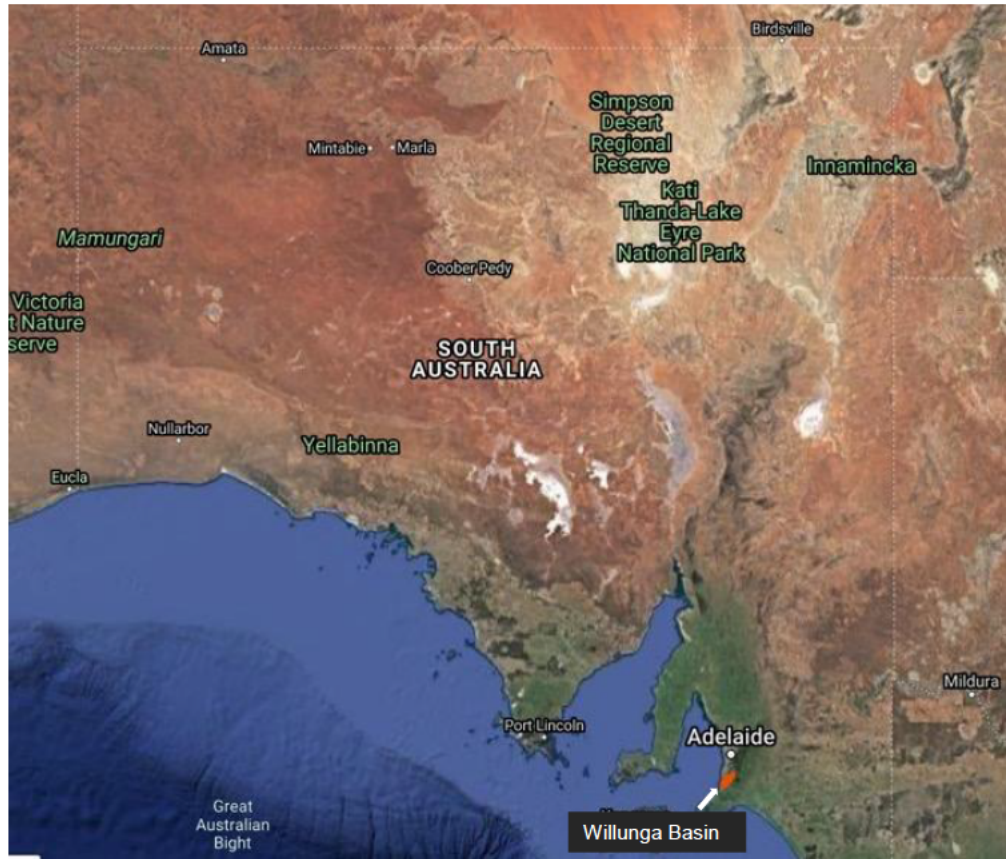 Birdsville
Amata
Simpson
Desert
Regional
Reserve
Mintabie
Marla
Innamincka
Kati
Thanda-Lake
Eyre
National Park
Mamungari
Coober Pedy
Victoria
t Nature
serve
SOUTH
AUSTRALIA
Nullarbor
Yellabinna
Eucla
Mildura
Port Lincoln
Adelaide
Great
Australian
Bight
Willunga Basin